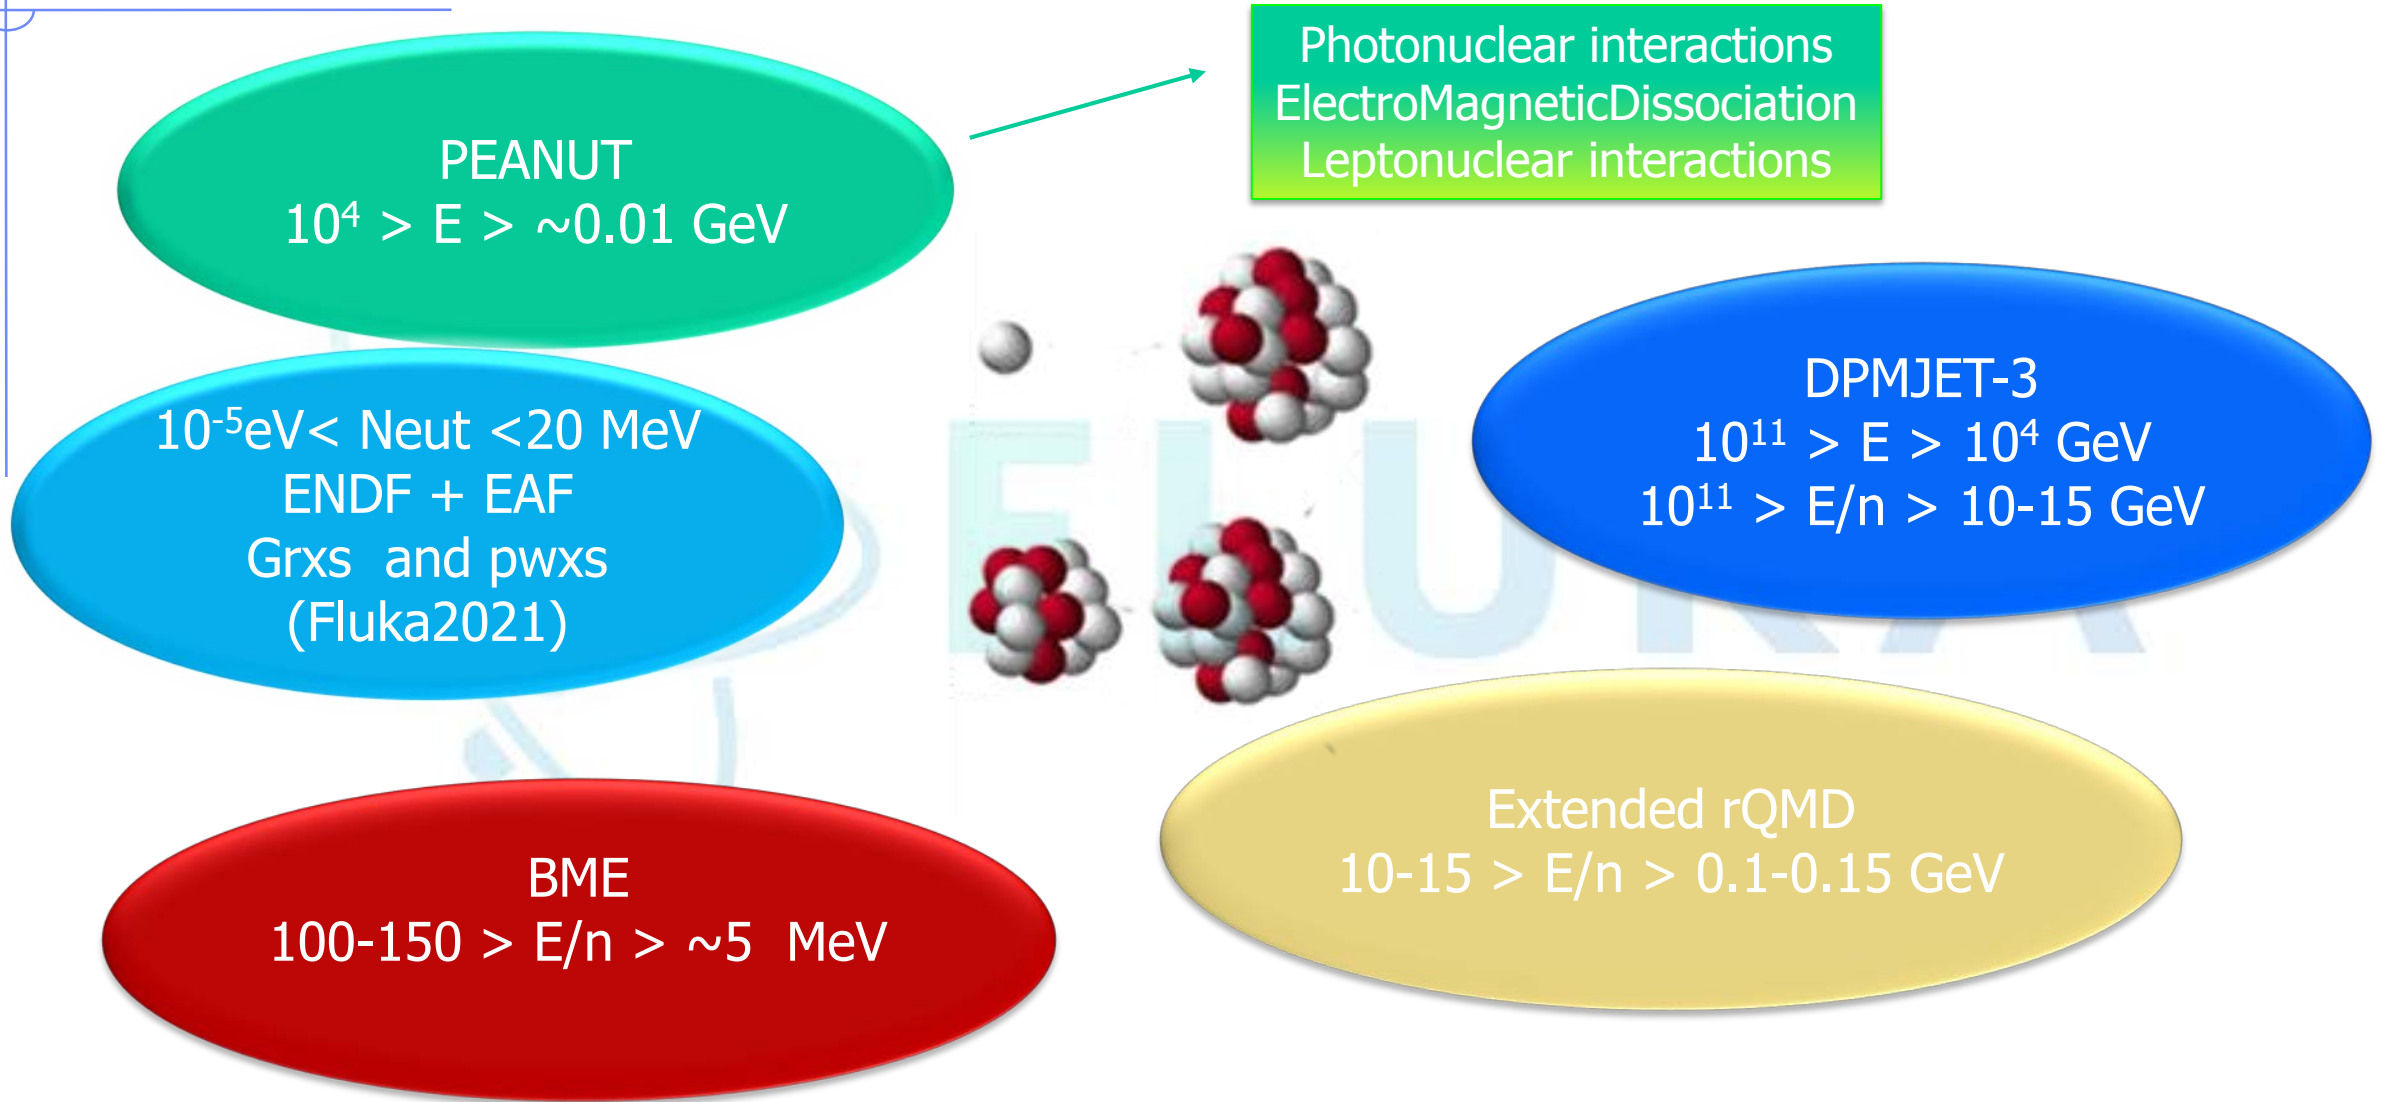 PEANUT
10⁴ > E > ~0.01 GeV
Photonuclear interactions
ElectroMagneticDissociation
Leptonuclear interactions
10⁻⁵eV< Neut <20 MeV
ENDF + EAF
Grxs and pwxs
(Fluka2021)
DPMJET-3
10¹¹ > E > 10⁴ GeV
10¹¹ > E/n > 10-15 GeV
FLUKA
BME
100-150 > E/n > ~5 MeV
Extended rQMD
10-15 > E/n > 0.1-0.15 GeV